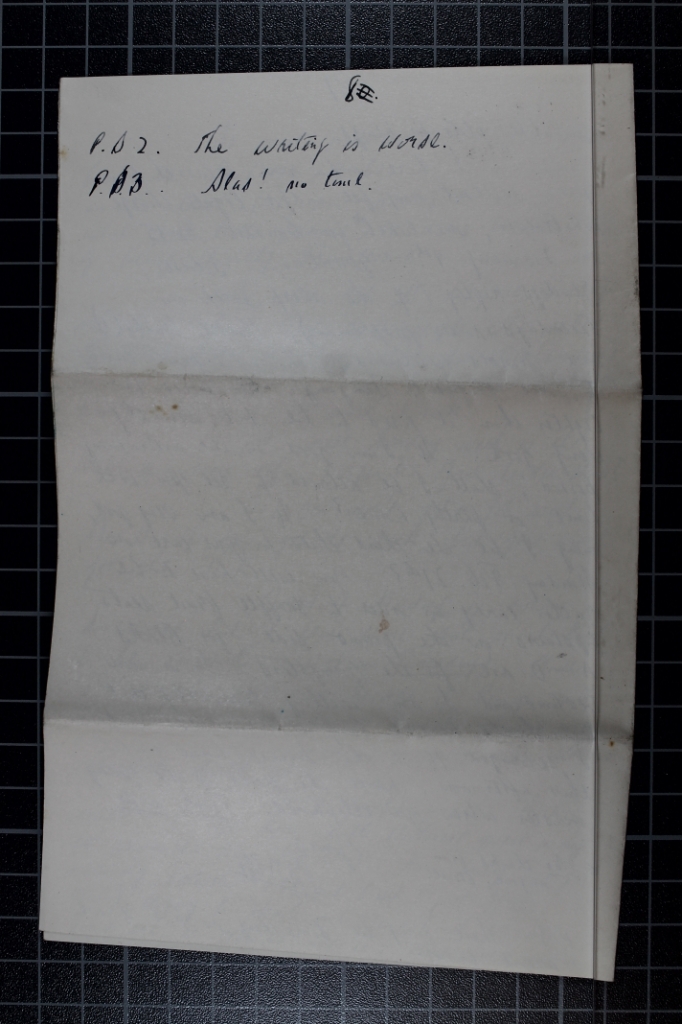 8
P.S 2. The writing is worse.
P.S.3. Alas! no time.